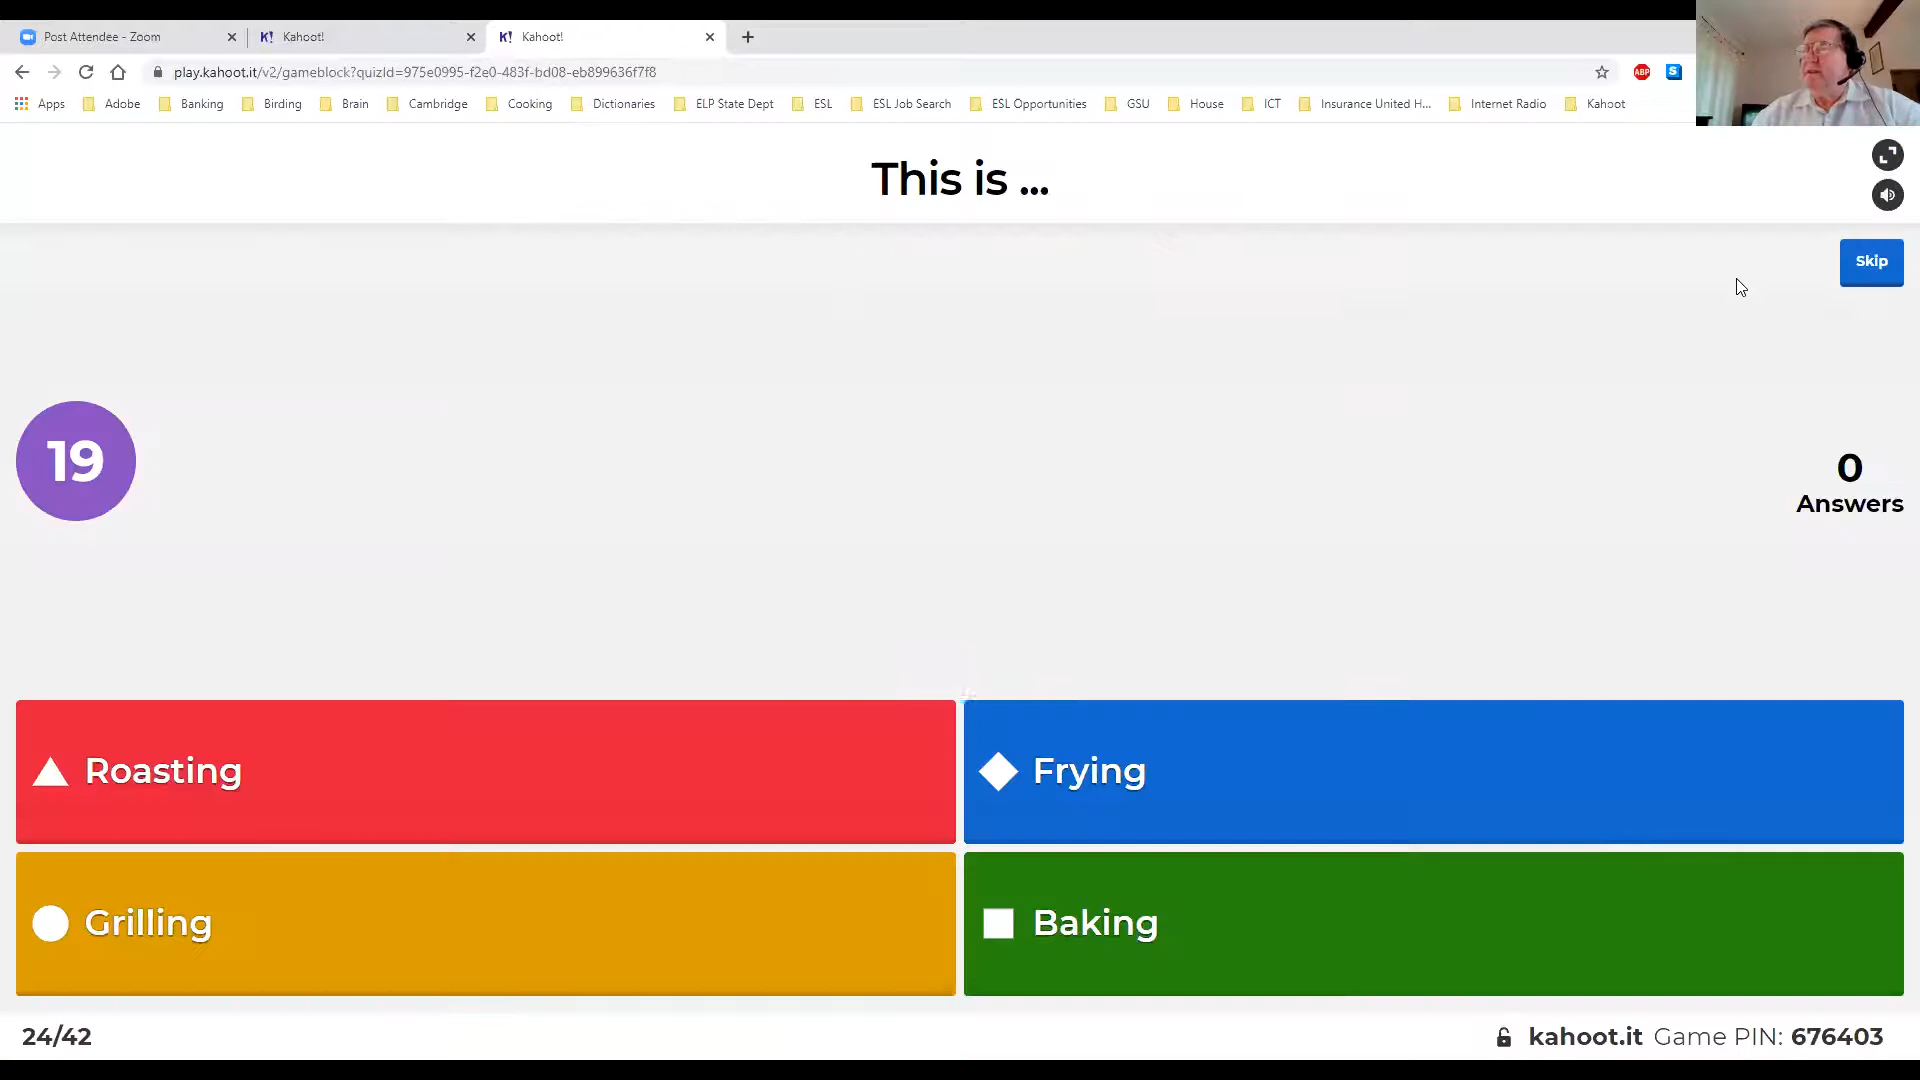 Post Attendee - Zoom
K! Kahoot!
K! Kahoot!
play.kahoot.it/v2/gameblock?quizId=975e0995-f2e0-483f-bd08-eb899636f7f8
ABP
S
Apps Adobe Banking Birding Brain Cambridge Cooking Dictionaries ELP State Dept ESL ESL Job Search ESL Opportunities GSU House ICT Insurance United H... Internet Radio Kahoot
This is ...
Skip
19
0
Answers
Roasting
Frying
Grilling
Baking
24/42
kahoot.it Game PIN: 676403